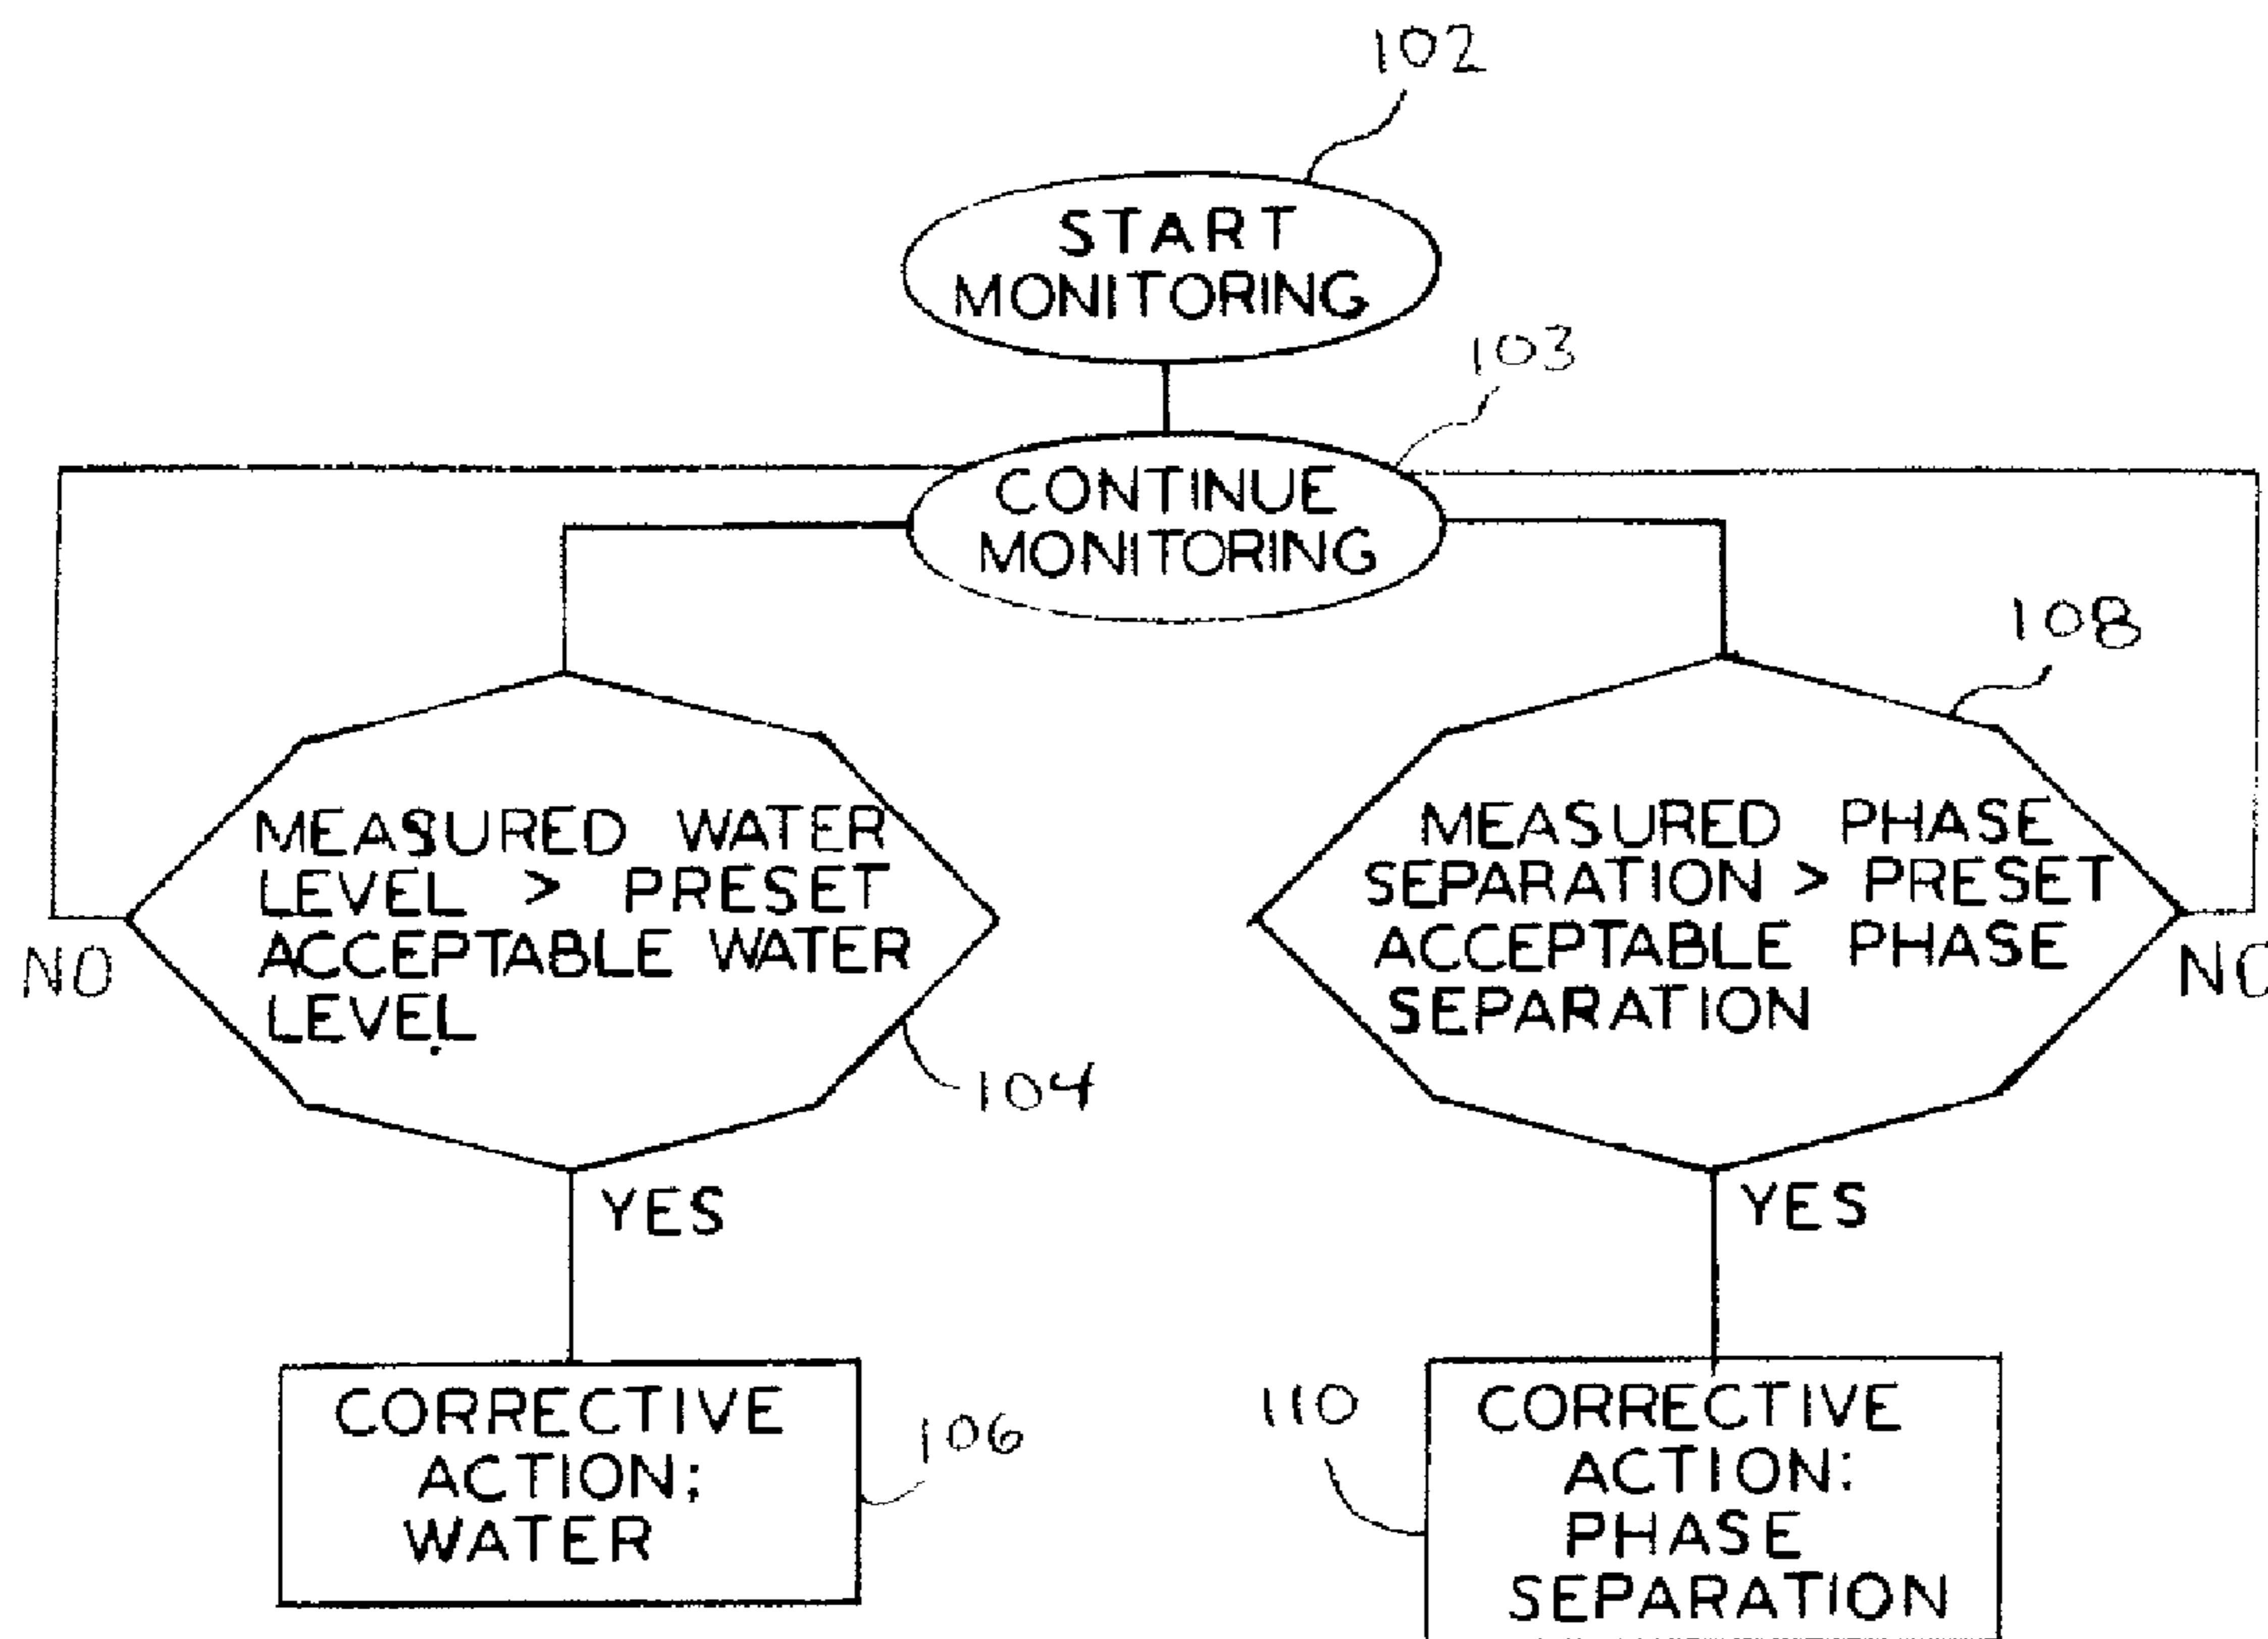 102
START
MONITORING
103
CONTINUE
MONITORING
108
MEASURED WATER
LEVEL > PRESET
ACCEPTABLE WATER
LEVEL
NO
104
MEASURED PHASE
SEPARATION > PRESET
ACCEPTABLE PHASE
SEPARATION
NO
YES
YES
CORRECTIVE
ACTION;
WATER
106
110
CORRECTIVE
ACTION:
PHASE
SEPARATION